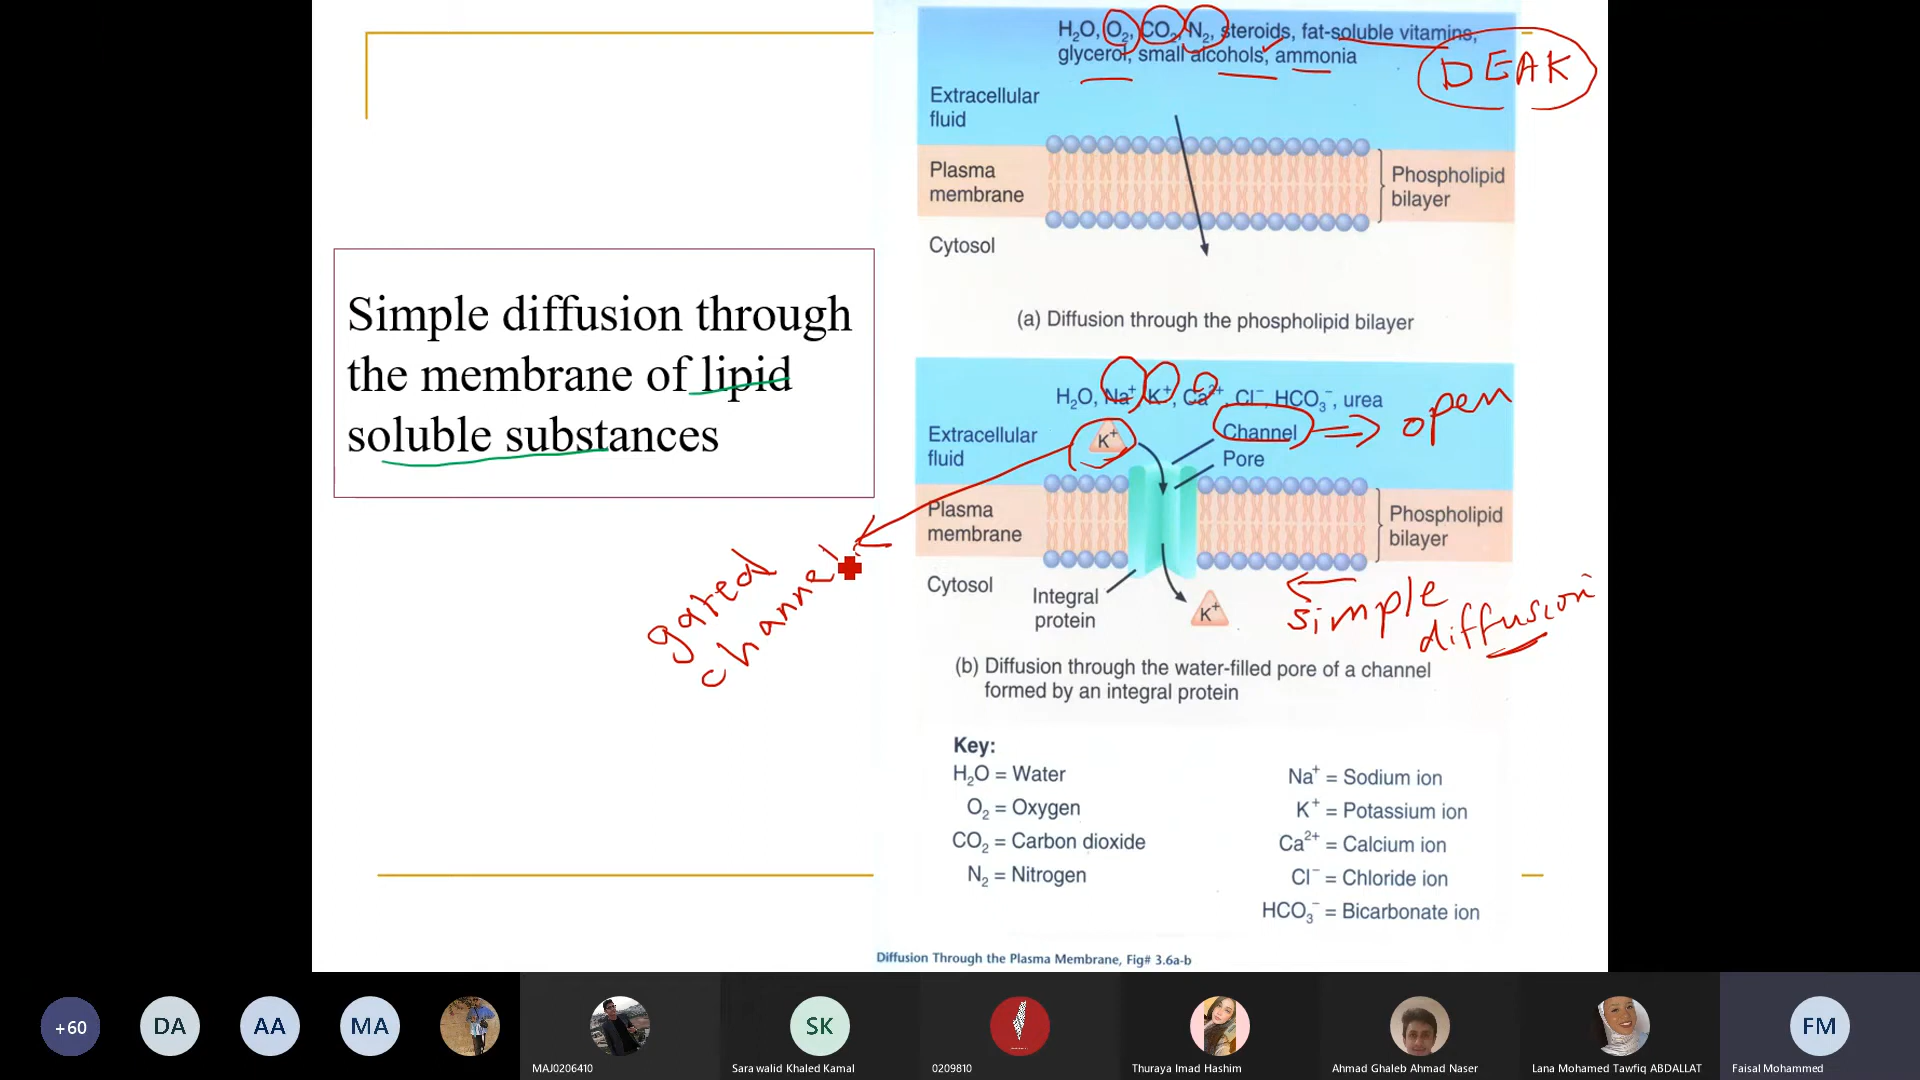 H₂O, O₂, CO₂, N₂, steroids, fat-soluble vitamins,
glycerol, small alcohols, ammonia
DEAK
Extracellular
fluid
Plasma
membrane
Phospholipid
bilayer
Cytosol
(a) Diffusion through the phospholipid bilayer
Simple diffusion through
the membrane of lipid
soluble substances
H₂O, Na⁺, K⁺, Ca²⁺, Cl⁻, HCO₃⁻, urea
Extracellular
fluid
K⁺
Channel
open
Pore
Plasma
membrane
Phospholipid
bilayer
gated
channel
Cytosol
Integral
protein
K⁺
simple
diffusion
(b) Diffusion through the water-filled pore of a channel
formed by an integral protein
Key:
H₂O = Water
O₂ = Oxygen
CO₂ = Carbon dioxide
N₂ = Nitrogen
Na⁺ = Sodium ion
K⁺ = Potassium ion
Ca²⁺ = Calcium ion
Cl⁻ = Chloride ion
HCO₃⁻ = Bicarbonate ion
Diffusion Through the Plasma Membrane, Fig# 3.6a-b
+60
DA
AA
MA
MAJ0206410
SK
Sara walid Khaled Kamal
0209810
Thuraya Imad Hashim
Ahmad Ghaleb Ahmad Naser
Lana Mohamed Tawfiq ABDALLAT
FM
Faisal Mohammed